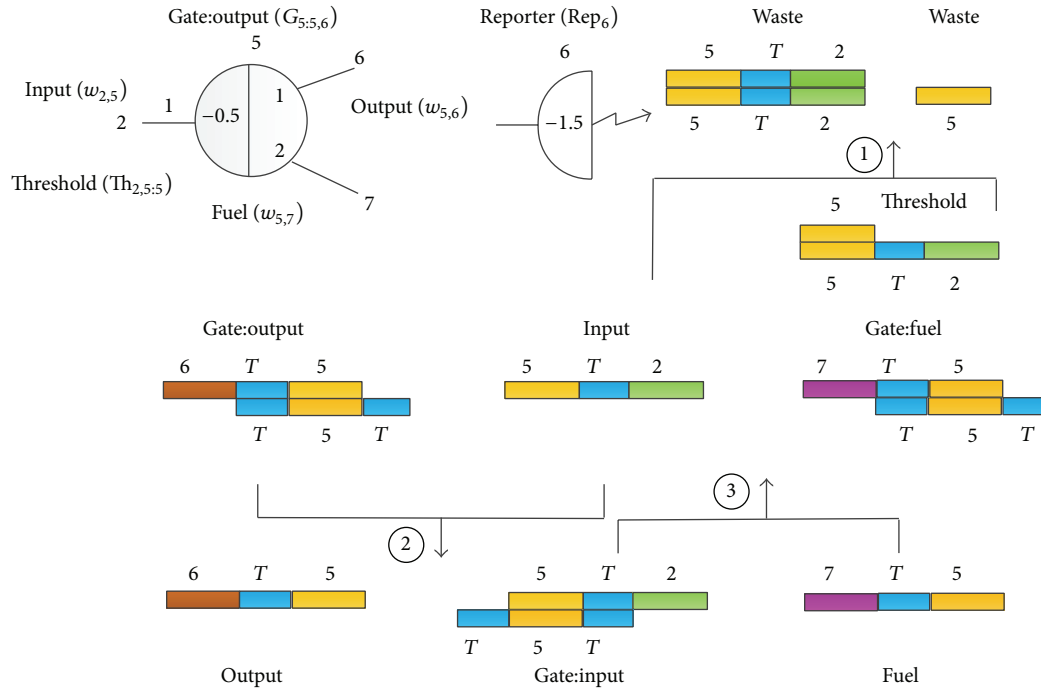 Gate:output (G5:5,6)
Reporter (Rep6)
Waste
Waste
5
6
5 T 2
6
Input (w2,5)
1
1
−0.5
Output (w5,6)
−1.5
2
2
5 T 2
5
1
Threshold (Th2,5:5)
7
Fuel (w5,7)
5
Threshold
5 T 2
Gate:output
Input
Gate:fuel
6 T 5
5 T 2
7 T 5
T 5 T
T 5 T
3
2
6 T 5
5 T 2
7 T 5
T 5 T
Output
Gate:input
Fuel